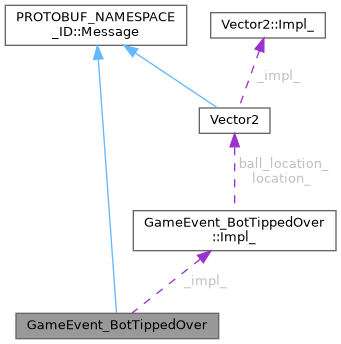 PROTOBUF_NAMESPACE
_ID::Message
Vector2::Impl_
_impl_
Vector2
ball_location_
location_
GameEvent_BotTippedOver
::Impl_
_impl_
GameEvent_BotTippedOver